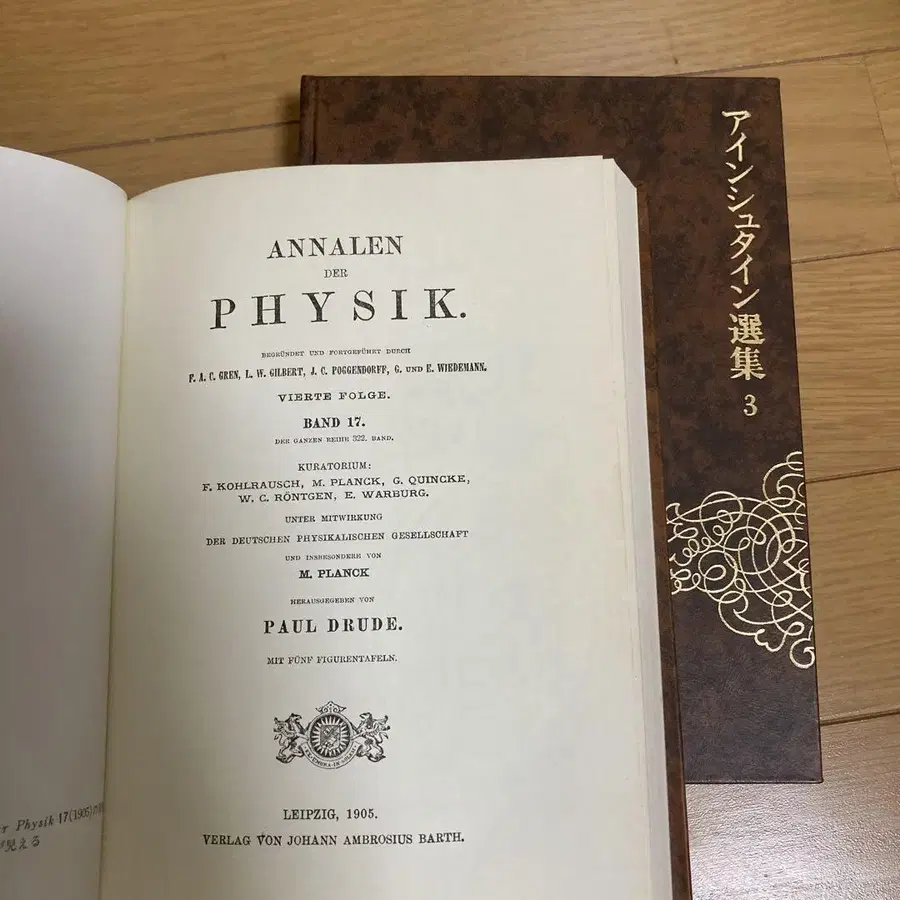 ANNALEN
DER
PHYSIK.
BEGRÜNDET UND FORTGEFÜHRT DURCH
F. A. C. GREN, L. W. GILBERT, J. C. POGGENDORFF, G. UND E. WIEDEMANN.
VIERTE FOLGE.
BAND 17.
DER GANZEN REIHE 322. BAND.
KURATORIUM:
F. KOHLRAUSCH, M. PLANCK, G. QUINCKE,
W. C. RÖNTGEN, E. WARBURG.
UNTER MITWIRKUNG
DER DEUTSCHEN PHYSIKALISCHEN GESELLSCHAFT
UND INSBESONDERE VON
M. PLANCK
HERAUSGEGEBEN VON
PAUL DRUDE.
MIT FÜNF FIGURENTAFELN.
LEIPZIG, 1905.
VERLAG VON JOHANN AMBROSIUS BARTH.
Physik 17(1905)の
見える
アインシュタイン選集 3